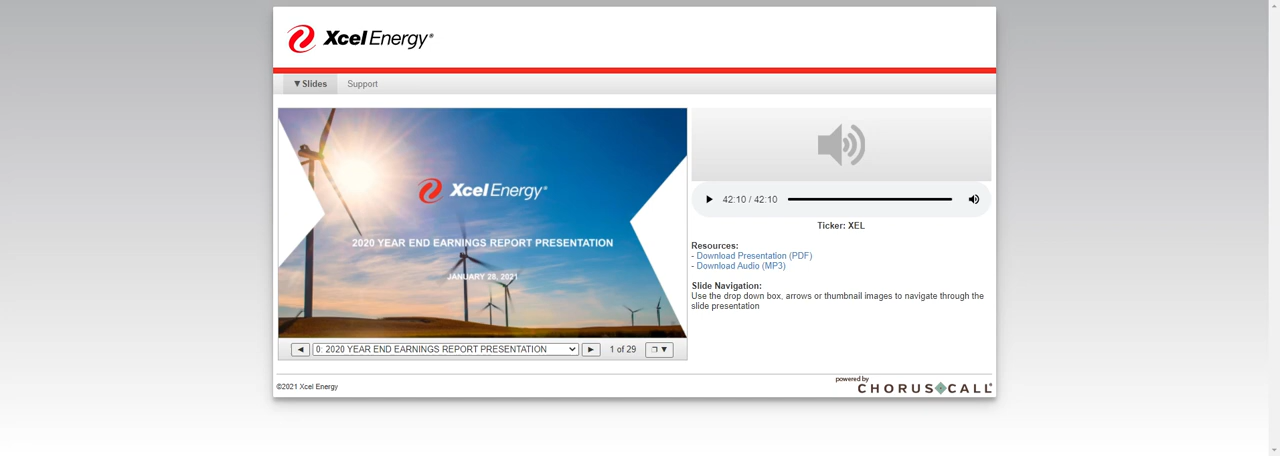 Xcel Energy®
▼Slides Support
Xcel Energy®
2020 YEAR END EARNINGS REPORT PRESENTATION
JANUARY 28, 2021
0: 2020 YEAR END EARNINGS REPORT PRESENTATION
1 of 29
42:10 / 42:10
Ticker: XEL
Resources:
- Download Presentation (PDF)
- Download Audio (MP3)
Slide Navigation:
Use the drop down box, arrows or thumbnail images to navigate through the
slide presentation
©2021 Xcel Energy
powered by
CHORUS CALL®